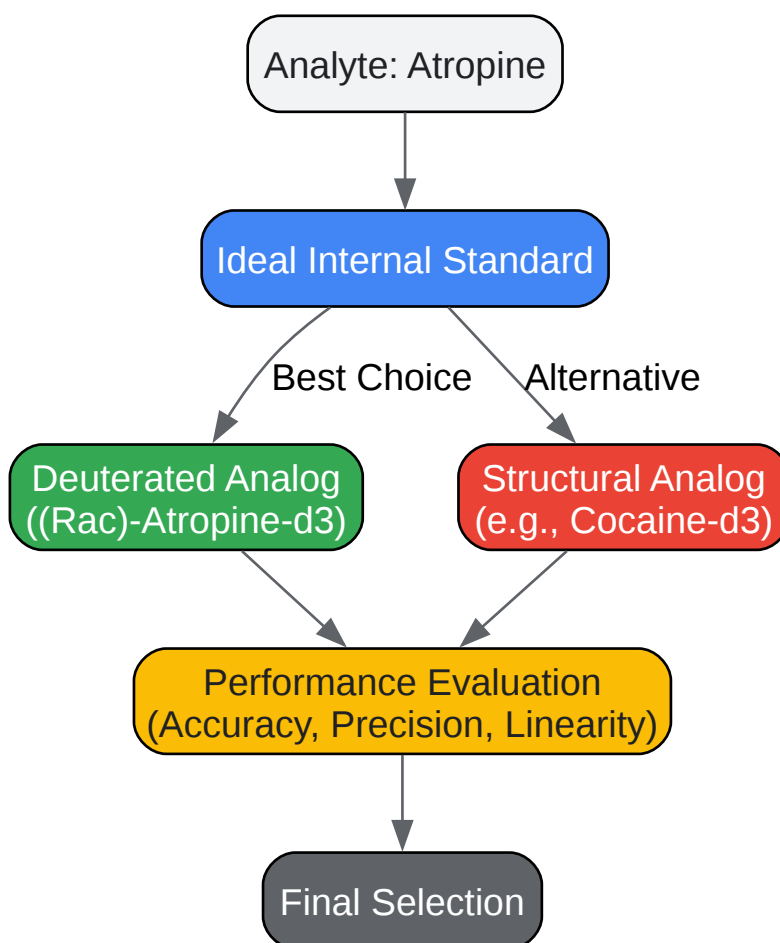 Analyte: Atropine
Ideal Internal Standard
Best Choice
Alternative
Deuterated Analog
((Rac)-Atropine-d3)
Structural Analog
(e.g., Cocaine-d3)
Performance Evaluation
(Accuracy, Precision, Linearity)
Final Selection